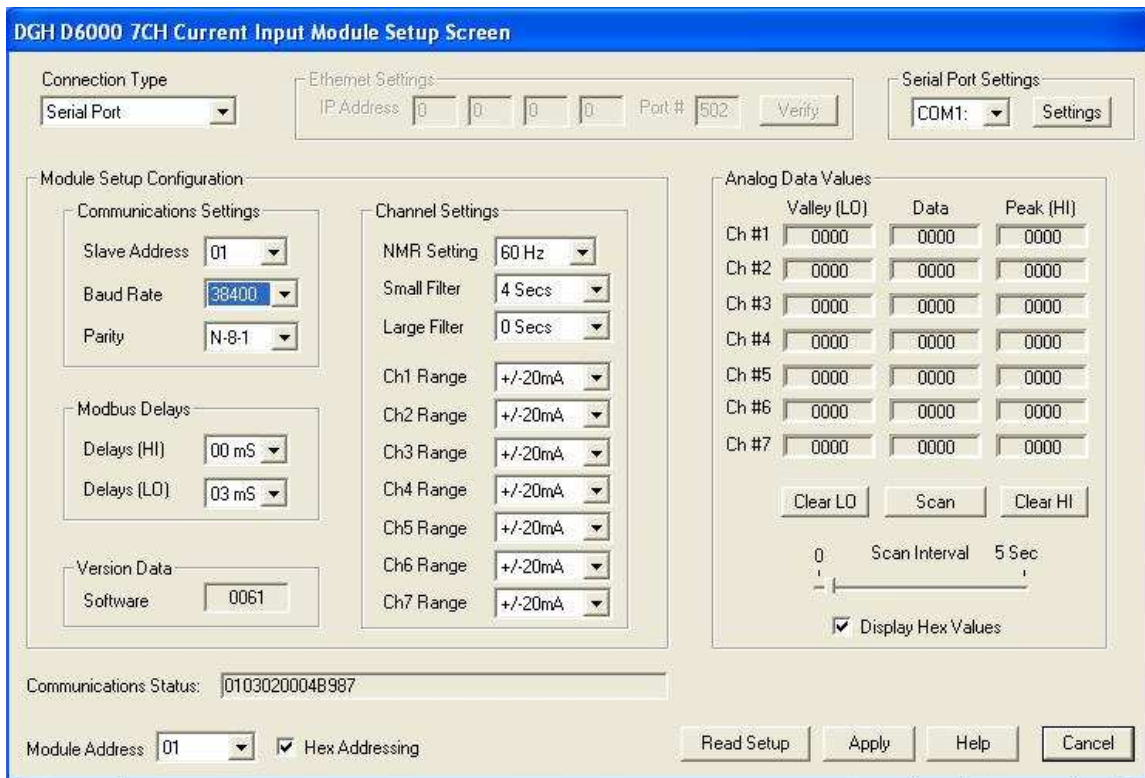 DGH D6000 7CH Current Input Module Setup Screen
Connection Type
Serial Port
Ethernet Settings
IP Address 0 0 0 0 Port # 502 Verify
Serial Port Settings
COM1: Settings
Module Setup Configuration
Communications Settings
Slave Address 01
Baud Rate 38400
Parity N-8-1
Modbus Delays
Delays (HI) 00 mS
Delays (LO) 03 mS
Version Data
Software 0061
Channel Settings
NMR Setting 60 Hz
Small Filter 4 Secs
Large Filter 0 Secs
Ch1 Range +/-20mA
Ch2 Range +/-20mA
Ch3 Range +/-20mA
Ch4 Range +/-20mA
Ch5 Range +/-20mA
Ch6 Range +/-20mA
Ch7 Range +/-20mA
Analog Data Values
Valley (LO) Data Peak (HI)
Ch #1 0000 0000 0000
Ch #2 0000 0000 0000
Ch #3 0000 0000 0000
Ch #4 0000 0000 0000
Ch #5 0000 0000 0000
Ch #6 0000 0000 0000
Ch #7 0000 0000 0000
Clear LO Scan Clear HI
0 Scan Interval 5 Sec
Display Hex Values
Communications Status: 0103020004B987
Module Address 01 Hex Addressing
Read Setup Apply Help Cancel